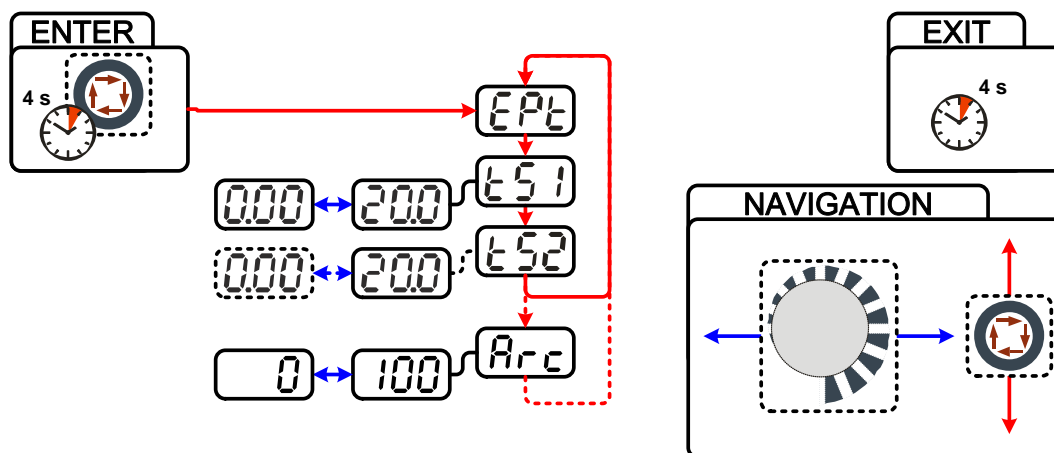 ENTER
4 s
EPt
tS1
0.00 20.0
tS2
0.00 20.0
Arc
0 100
EXIT
4 s
NAVIGATION